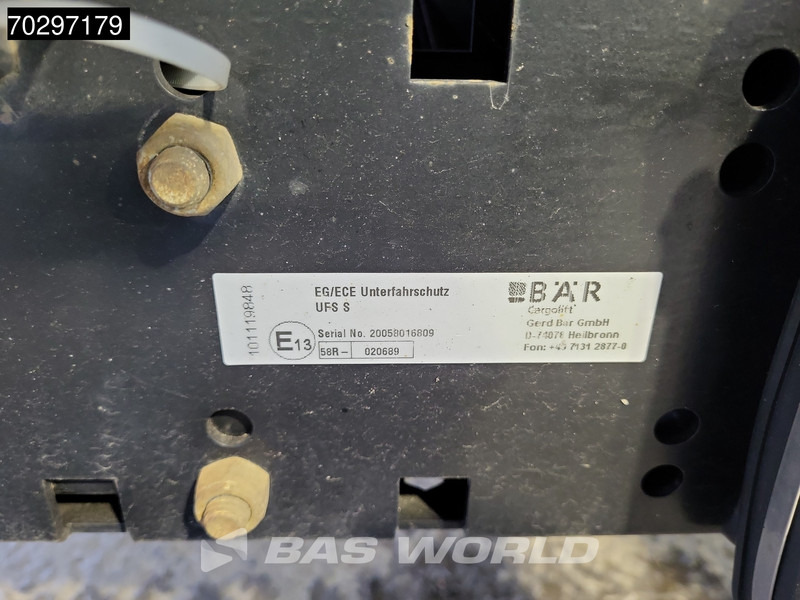 70297179
101119848
EG/ECE Unterfahrschutz
UFS S
E13
Serial No. 20058016809
58R- 020689
BÄR
Cargolift
Gerd Bär GmbH
D-74076 Heilbronn
Fon: +49 7131 2877-0
BAS WORLD